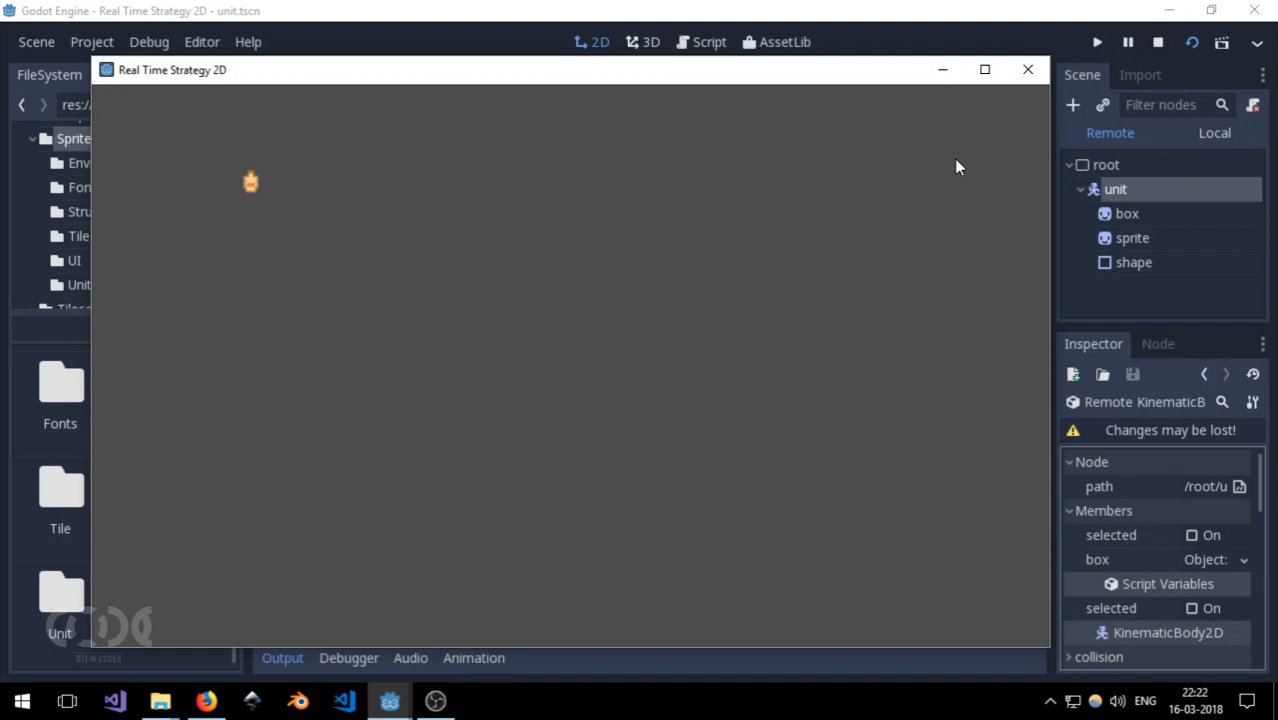 Godot Engine - Real Time Strategy 2D - unit.tscn
Scene Project Debug Editor Help
2D 3D Script AssetLib
FileSystem
res:/
Sprite
Env
Fon
Stru
Tile
UI
Unit
Fonts
Tile
Unit
CODE
STEIN CODES
Real Time Strategy 2D
Output Debugger Audio Animation
Scene Import
Filter nodes
Remote Local
root
unit
box
sprite
shape
Inspector Node
Remote KinematicB
Changes may be lost!
Node
path /root/u
Members
selected On
box Object:
Script Variables
selected On
KinematicBody2D
collision
ENG
22:22
16-03-2018